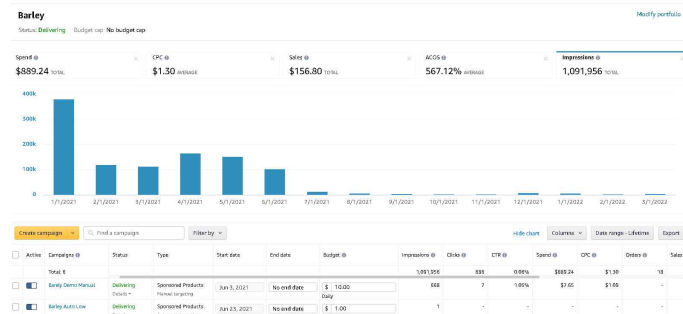 Barley
Modify portfolio
Status: Delivering Budget cap No budget cap
Spend CPC Sales ACOS Impressions
$889.24 TOTAL $1.30 AVERAGE $156.80 TOTAL 567.12% AVERAGE 1,091,956 TOTAL
400k
300k
200k
100k
0
1/1/2021 2/1/2021 3/1/2021 4/1/2021 5/1/2021 6/1/2021 7/1/2021 8/1/2021 9/1/2021 10/1/2021 11/1/2021 12/1/2021 1/1/2022 2/1/2022 3/1/2022
Create campaign Find a campaign Filter by Hide chart Columns Date range - Lifetime Export
Active Campaigns Status Type Start date End date Budget Impressions Clicks CTR Spend CPC Orders Sales
Total: 6 1,091,956 0.06% $889.24 $1.30
Barely Demo Manual Delivering Sponsored Products Jun 3, 2021 No end date $ 10.00 668 7 1.05% $7.65 $1.09 - -
Details Manual targeting Daily
Barley Auto Low Delivering Sponsored Products Jun 23, 2021 No end date $ 1.00 1 - - - - - -